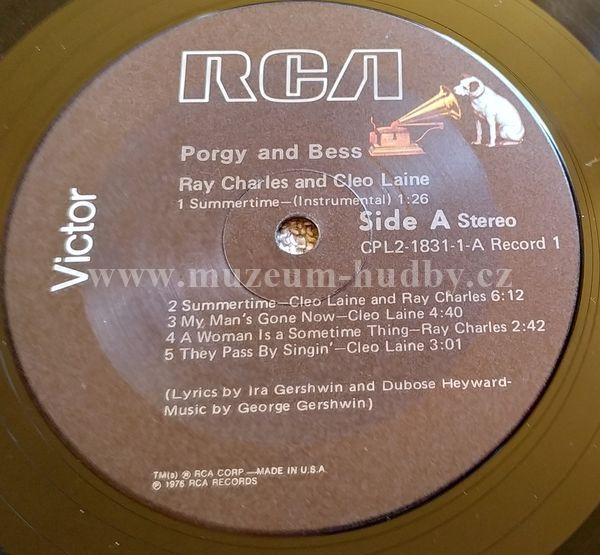 RCA
Victor
Porgy and Bess
Ray Charles and Cleo Laine
1 Summertime—(Instrumental) 1:26
Side A Stereo
CPL2-1831-1-A Record 1
www.muzeum-hudby.cz
2 Summertime—Cleo Laine and Ray Charles 6:12
3 My Man's Gone Now—Cleo Laine 4:40
4 A Woman Is a Sometime Thing—Ray Charles 2:42
5 They Pass By Singin'—Cleo Laine 3:01
(Lyrics by Ira Gershwin and Dubose Heyward-
Music by George Gershwin)
TM(s) ® RCA CORP.—MADE IN U.S.A.
℗ 1976 RCA RECORDS